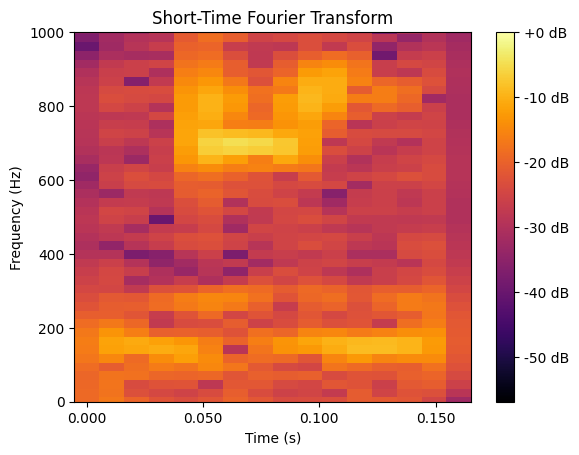 Short-Time Fourier Transform
Frequency (Hz)
1000
800
600
400
200
0
0.000
0.050
0.100
0.150
Time (s)
+0 dB
-10 dB
-20 dB
-30 dB
-40 dB
-50 dB